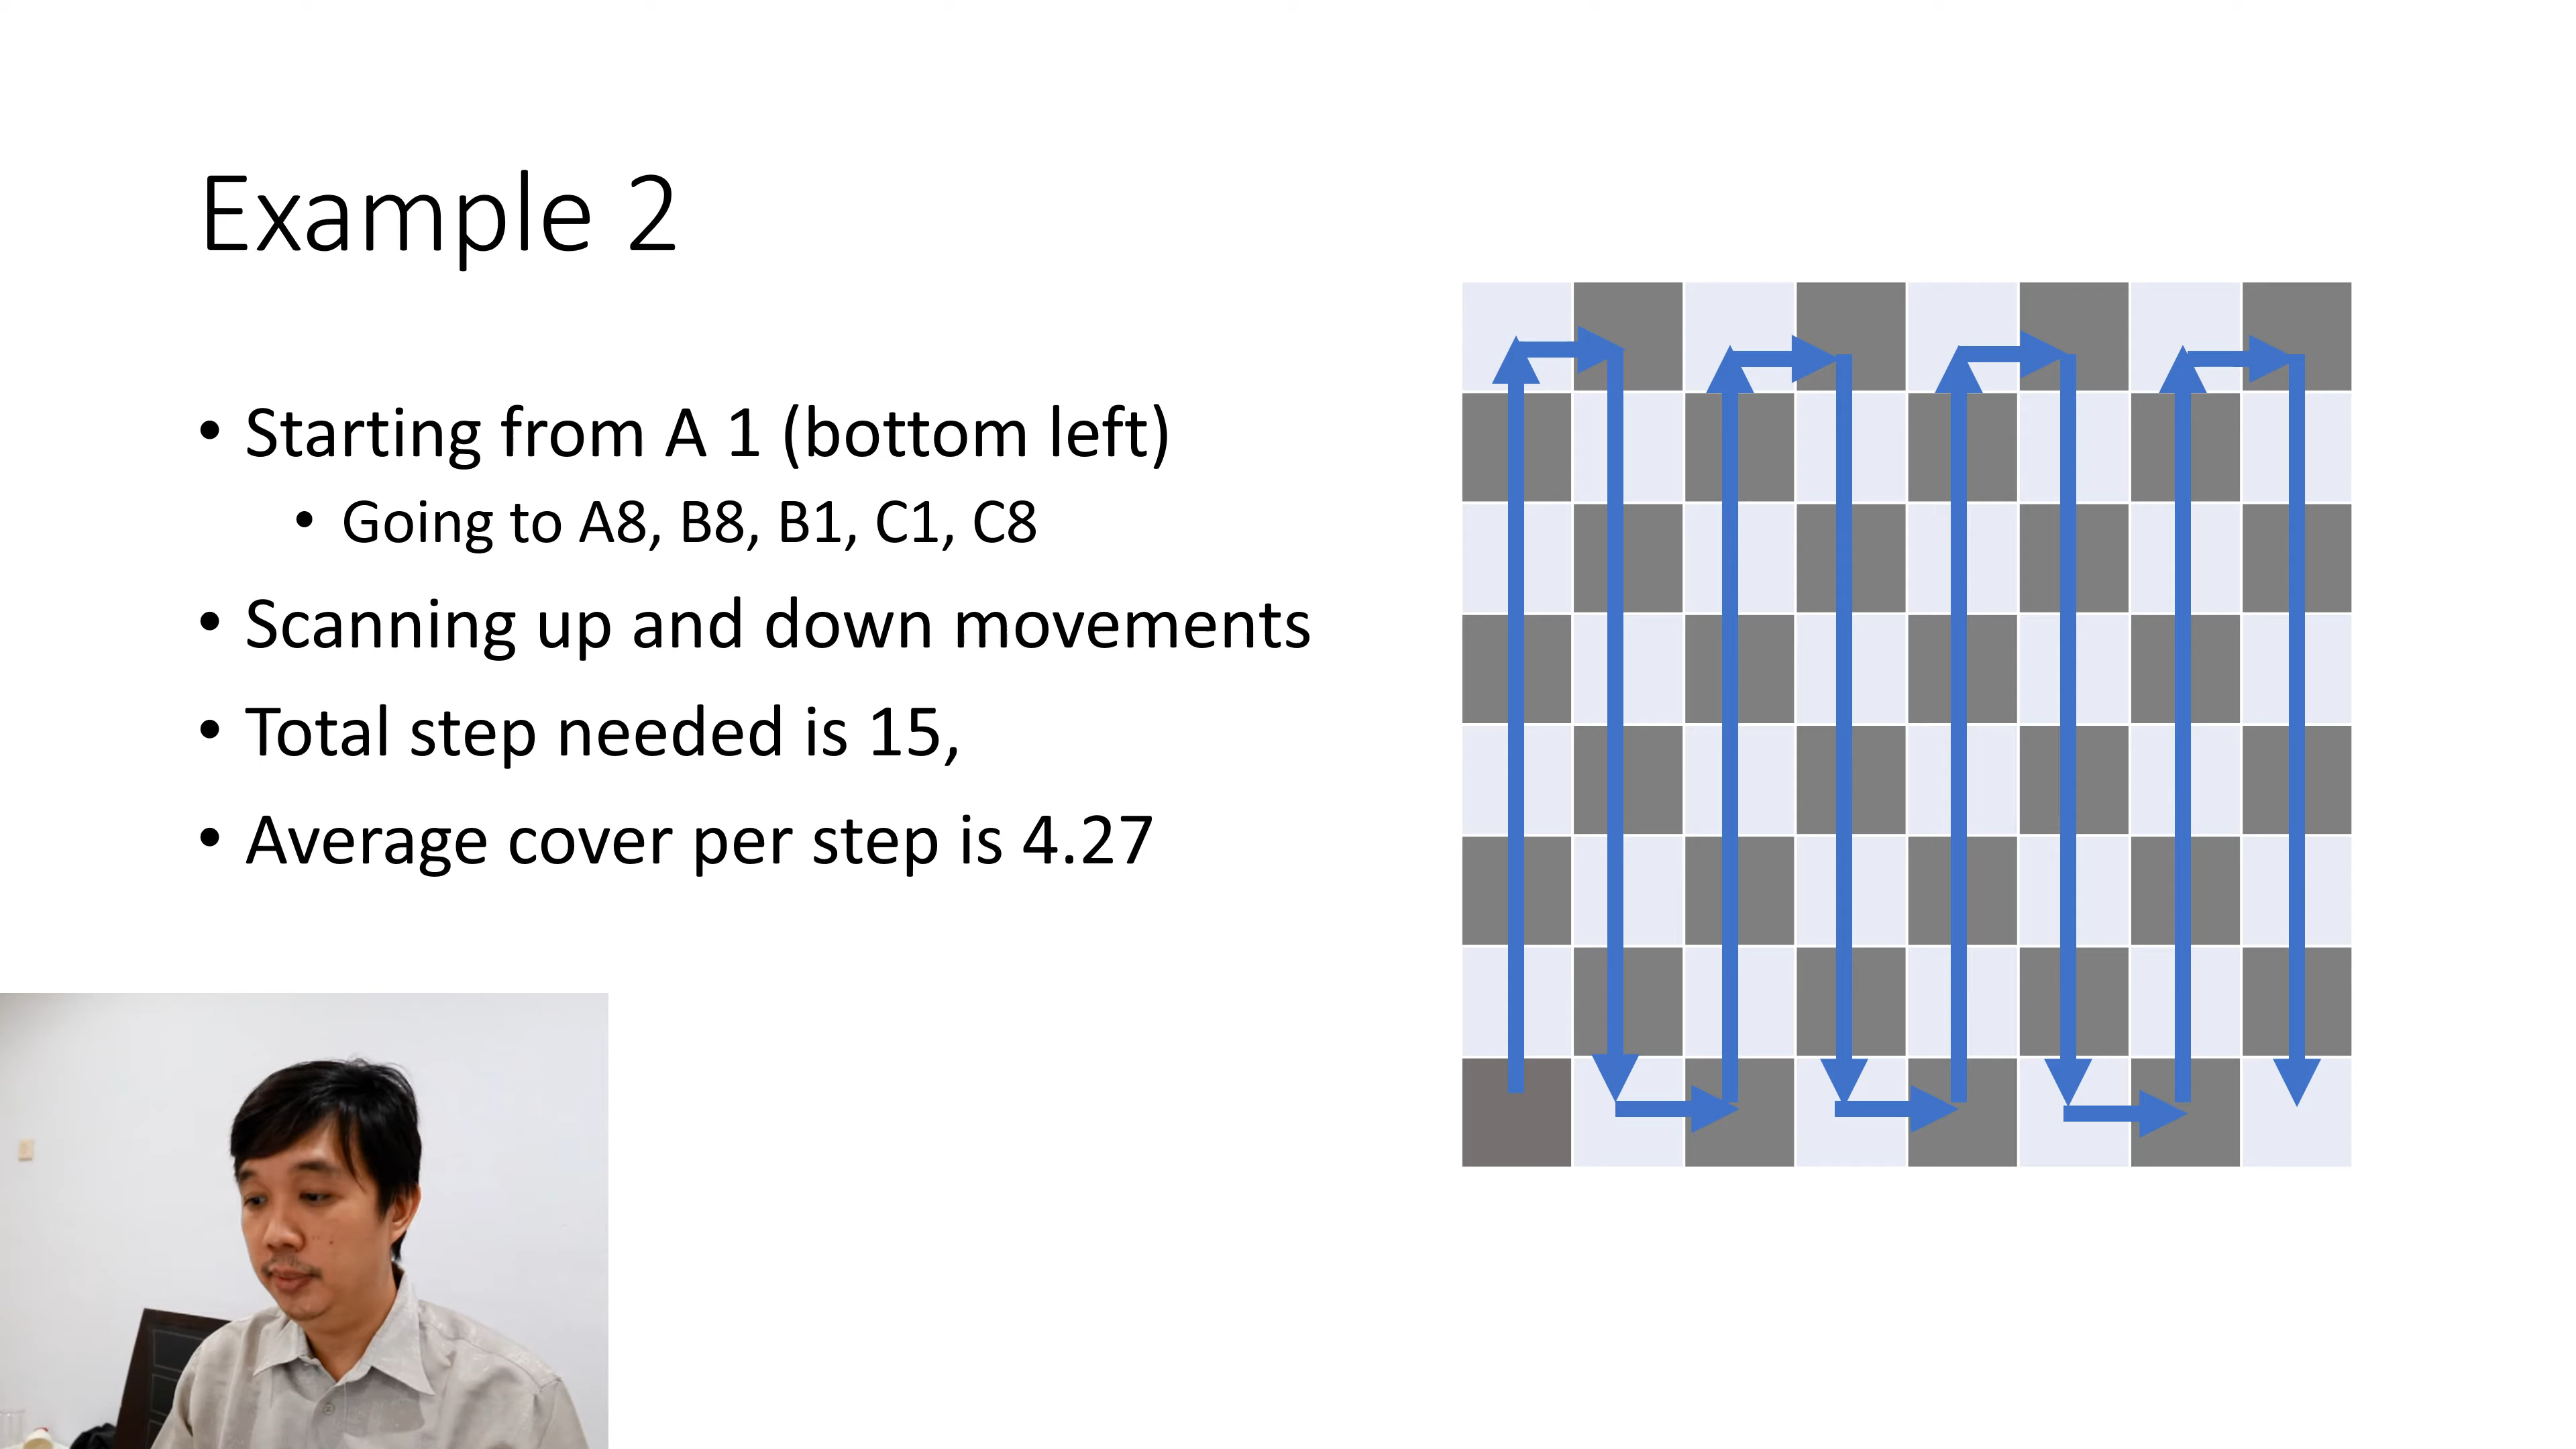 Example 2
• Starting from A 1 (bottom left)
• Going to A8, B8, B1, C1, C8
• Scanning up and down movements
• Total step needed is 15,
• Average cover per step is 4.27